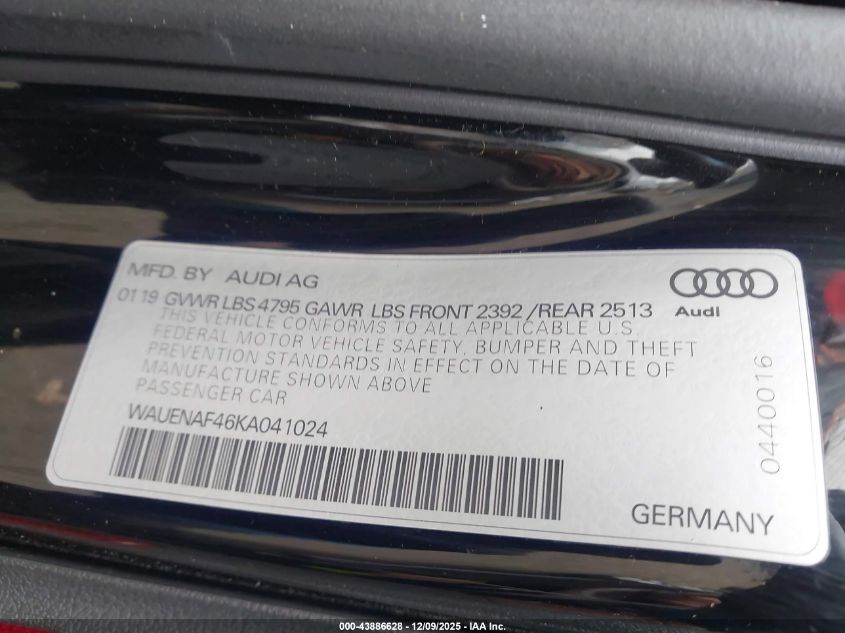 MFD. BY AUDI AG
0119 GVWR LBS 4795 GAWR LBS FRONT 2392 /REAR 2513
Audi
THIS VEHICLE CONFORMS TO ALL APPLICABLE U.S.
FEDERAL MOTOR VEHICLE SAFETY, BUMPER AND THEFT
PREVENTION STANDARDS IN EFFECT ON THE DATE OF
MANUFACTURE SHOWN ABOVE
PASSENGER CAR
WAUENAF46KA041024
0440016
GERMANY
000-43886628 - 12/09/2025 - IAA Inc.